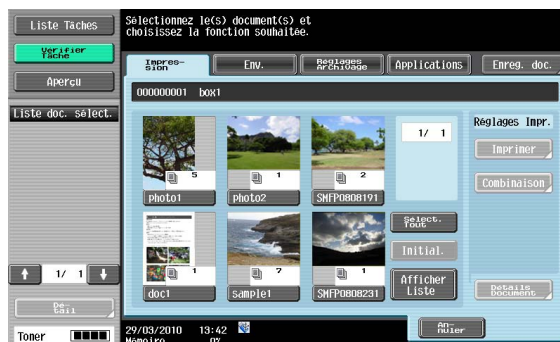 Liste Tâches
Vérifier
Tâche
Aperçu
Liste doc. sélect.
1/ 1
Dé-
tail
Toner
Sélectionnez le(s) document(s) et
choisissez la fonction souhaitée.
Impres-
sion
Env.
Réglages
Archivage
Applications
Enreg. doc.
000000001 box1
5
photo1
1
photo2
2
SMFP0808191
1
doc1
7
sample1
1
SMFP0808231
1/ 1
Sélect.
Tout
Initial.
Afficher
Liste
Réglages Impr.
Imprimer
Combinaison
Détails
Document
An-
nuler
29/03/2010 13:42
Mémoire 0%